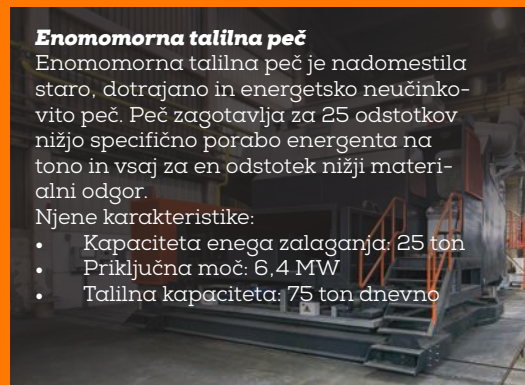 Enomomorna talilna peč
Enomomorna talilna peč je nadomestila
staro, dotrajano in energetsko neučinko-
vito peč. Peč zagotavlja za 25 odstotkov
nižjo specifično porabo energenta na
tono in vsaj za en odstotek nižji materi-
alni odgor.
Njene karakteristike:
• Kapaciteta enega zalaganja: 25 ton
• Priključna moč: 6,4 MW
• Talilna kapaciteta: 75 ton dnevno